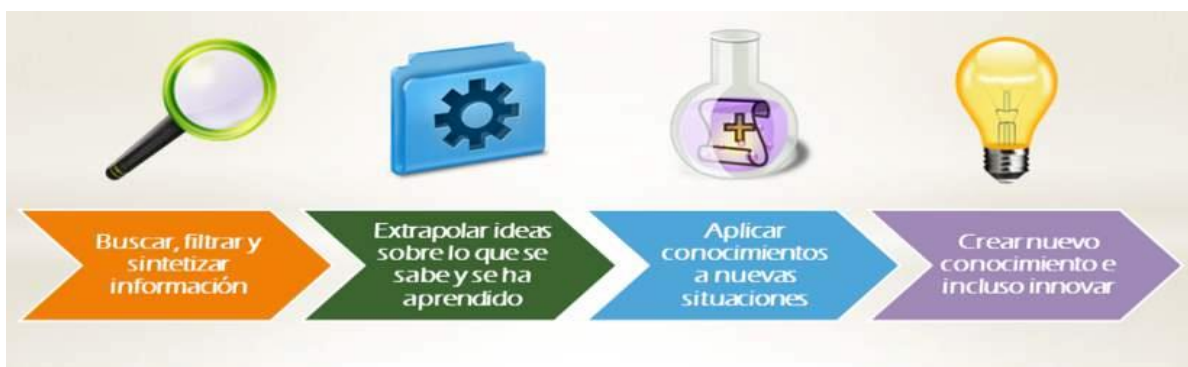 Buscar, filtrar y
sintetizar
información
Extrapolar ideas
sobre lo que se
sabe y se ha
aprendido
Aplicar
conocimientos
a nuevas
situaciones
Crear nuevo
conocimiento e
incluso innovar